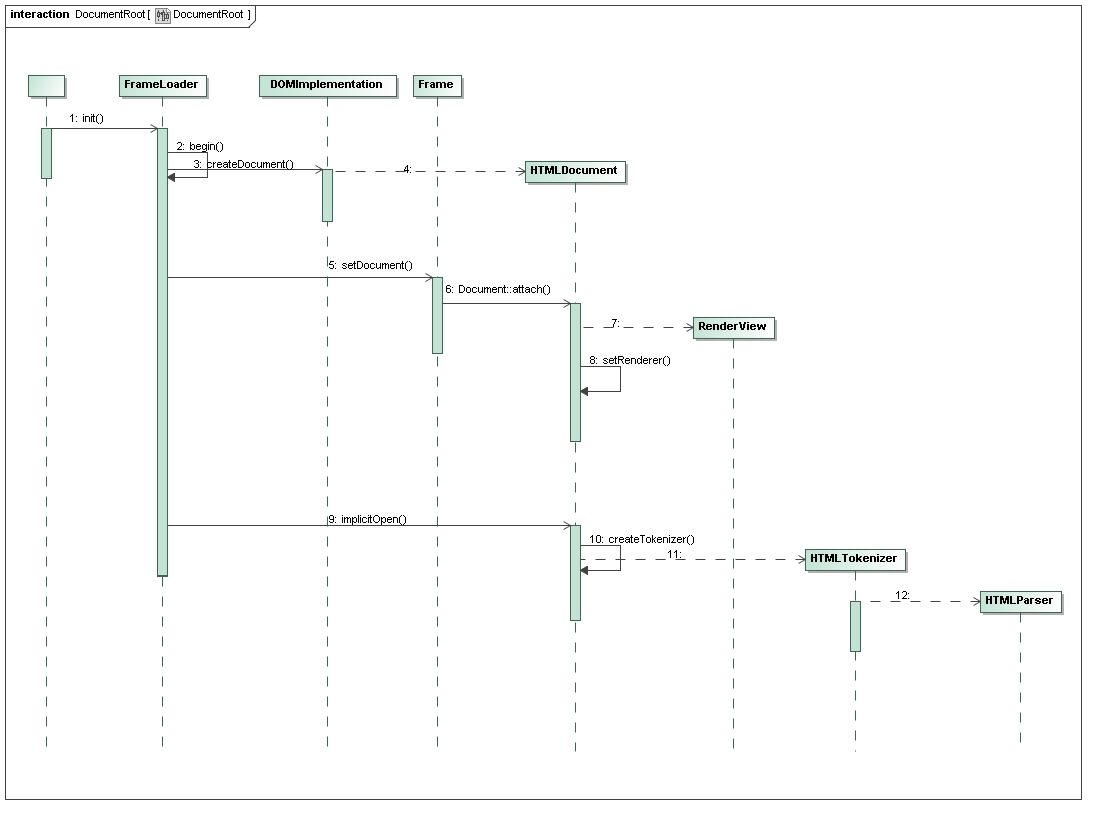 interaction DocumentRoot [ DocumentRoot ]
FrameLoader
DOMImplementation
Frame
1: init()
2: begin()
3: createDocument()
4:
HTMLDocument
5: setDocument()
6: Document::attach()
7:
RenderView
8: setRenderer()
9: implicitOpen()
10: createTokenizer()
11:
HTMLTokenizer
12:
HTMLParser